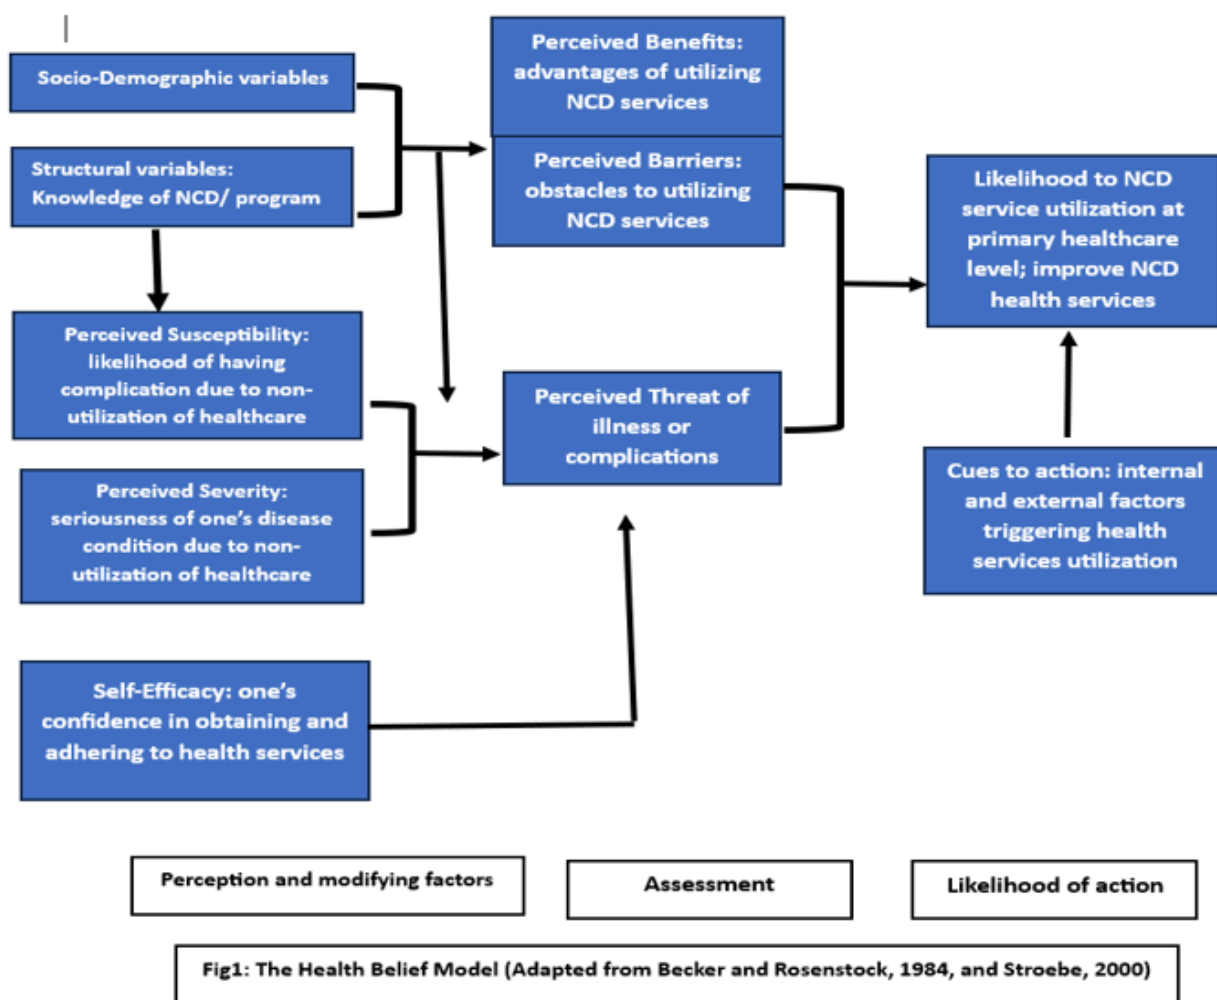 Socio-Demographic variables
Structural variables:
Knowledge of NCD/ program
Perceived Susceptibility:
likelihood of having
complication due to non-
utilization of healthcare
Perceived Severity:
seriousness of one's disease
condition due to non-
utilization of healthcare
Self-Efficacy: one's
confidence in obtaining and
adhering to health services
Perceived Benefits:
advantages of utilizing
NCD services
Perceived Barriers:
obstacles to utilizing
NCD services
Perceived Threat of
illness or
complications
Likelihood to NCD
service utilization at
primary healthcare
level; improve NCD
health services
Cues to action: internal
and external factors
triggering health
services utilization
Perception and modifying factors
Assessment
Likelihood of action
Fig1: The Health Belief Model (Adapted from Becker and Rosenstock, 1984, and Stroebe, 2000)